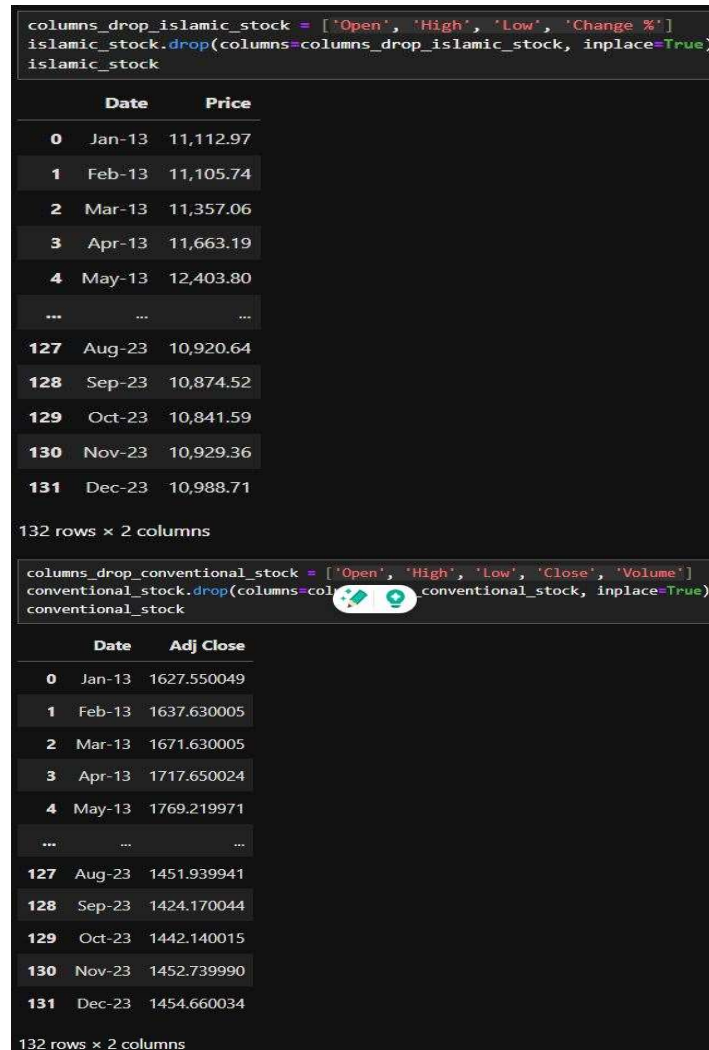 columns_drop_islamic_stock = ['Open', 'High', 'Low', 'Change %']
islamic_stock.drop(columns=columns_drop_islamic_stock, inplace=True)
islamic_stock
Date Price
0 Jan-13 11,112.97
1 Feb-13 11,105.74
2 Mar-13 11,357.06
3 Apr-13 11,663.19
4 May-13 12,403.80
... ... ...
127 Aug-23 10,920.64
128 Sep-23 10,874.52
129 Oct-23 10,841.59
130 Nov-23 10,929.36
131 Dec-23 10,988.71
132 rows × 2 columns
columns_drop_conventional_stock = ['Open', 'High', 'Low', 'Close', 'Volume']
conventional_stock.drop(columns=col _conventional_stock, inplace=True)
conventional_stock
Date Adj Close
0 Jan-13 1627.550049
1 Feb-13 1637.630005
2 Mar-13 1671.630005
3 Apr-13 1717.650024
4 May-13 1769.219971
... ... ...
127 Aug-23 1451.939941
128 Sep-23 1424.170044
129 Oct-23 1442.140015
130 Nov-23 1452.739990
131 Dec-23 1454.660034
132 rows × 2 columns